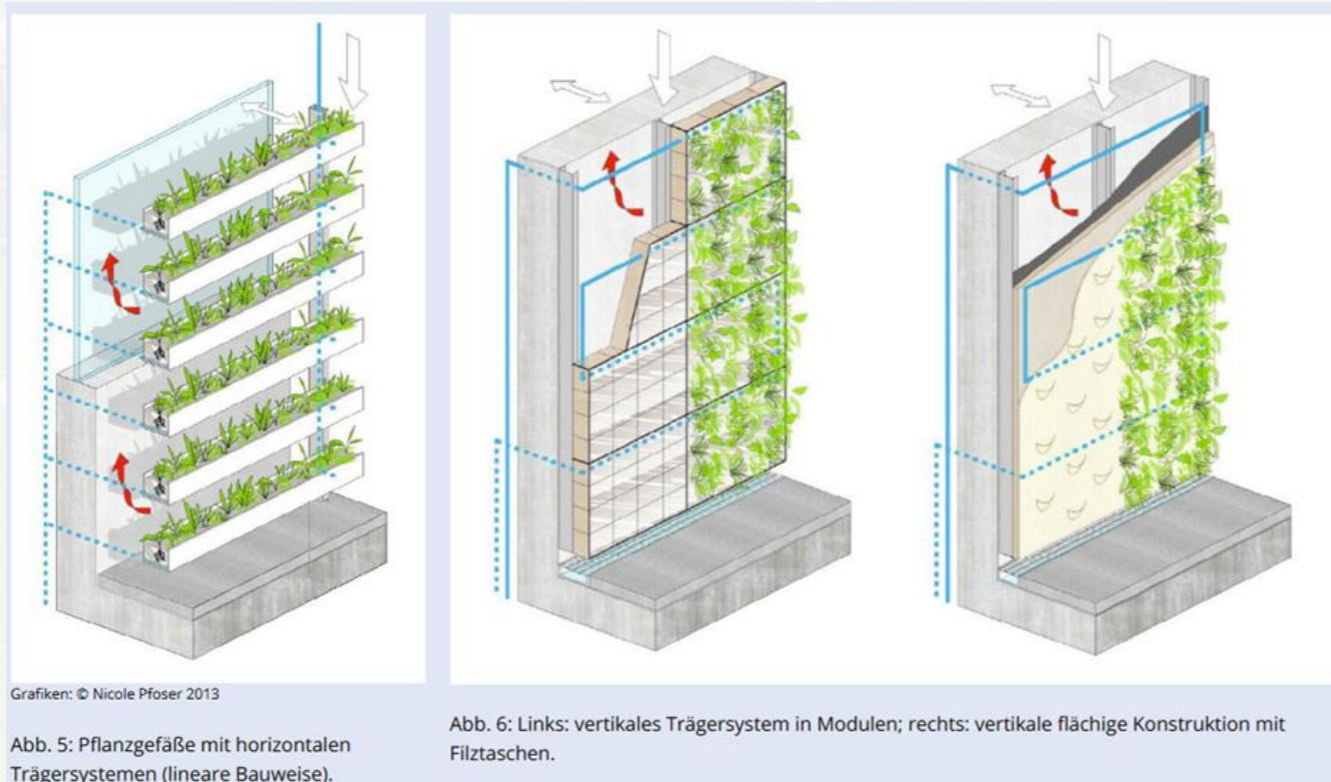 Grafiken: © Nicole Pfoser 2013
Abb. 5: Pflanzgefäße mit horizontalen
Trägersystemen (lineare Bauweise).
Abb. 6: Links: vertikales Trägersystem in Modulen; rechts: vertikale flächige Konstruktion mit
Filztaschen.